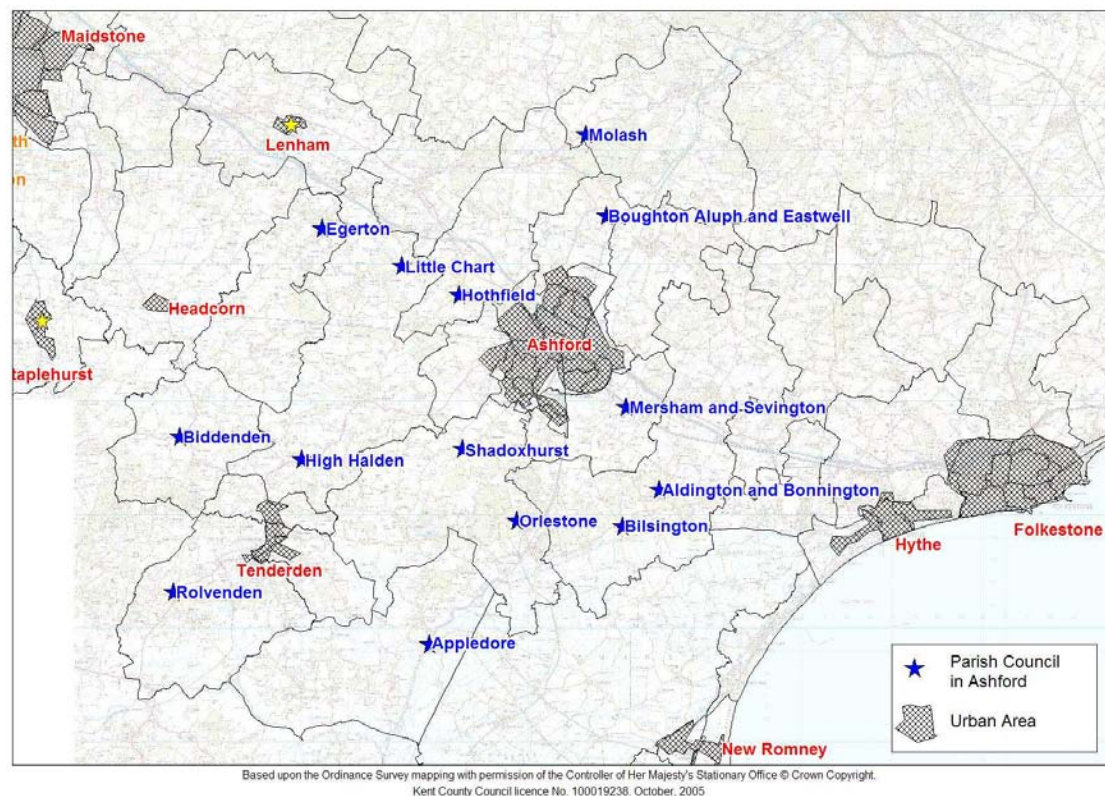 Maidstone
th
on
Lenham
Molash
Egerton
Boughton Aluph and Eastwell
Little Chart
Hothfield
Headcorn
Ashford
taplehurst
Mersham and Sevington
Biddenden
High Halden
Shadoxhurst
Aldington and Bonnington
Orlestone
Bilsington
Hythe
Folkestone
Tenderden
Rolvenden
Appledore
New Romney
Parish Council
in Ashford
Urban Area
Based upon the Ordinance Survey mapping with permission of the Controller of Her Majesty's Stationary Office © Crown Copyright.
Kent County Council licence No. 100019238. October, 2005